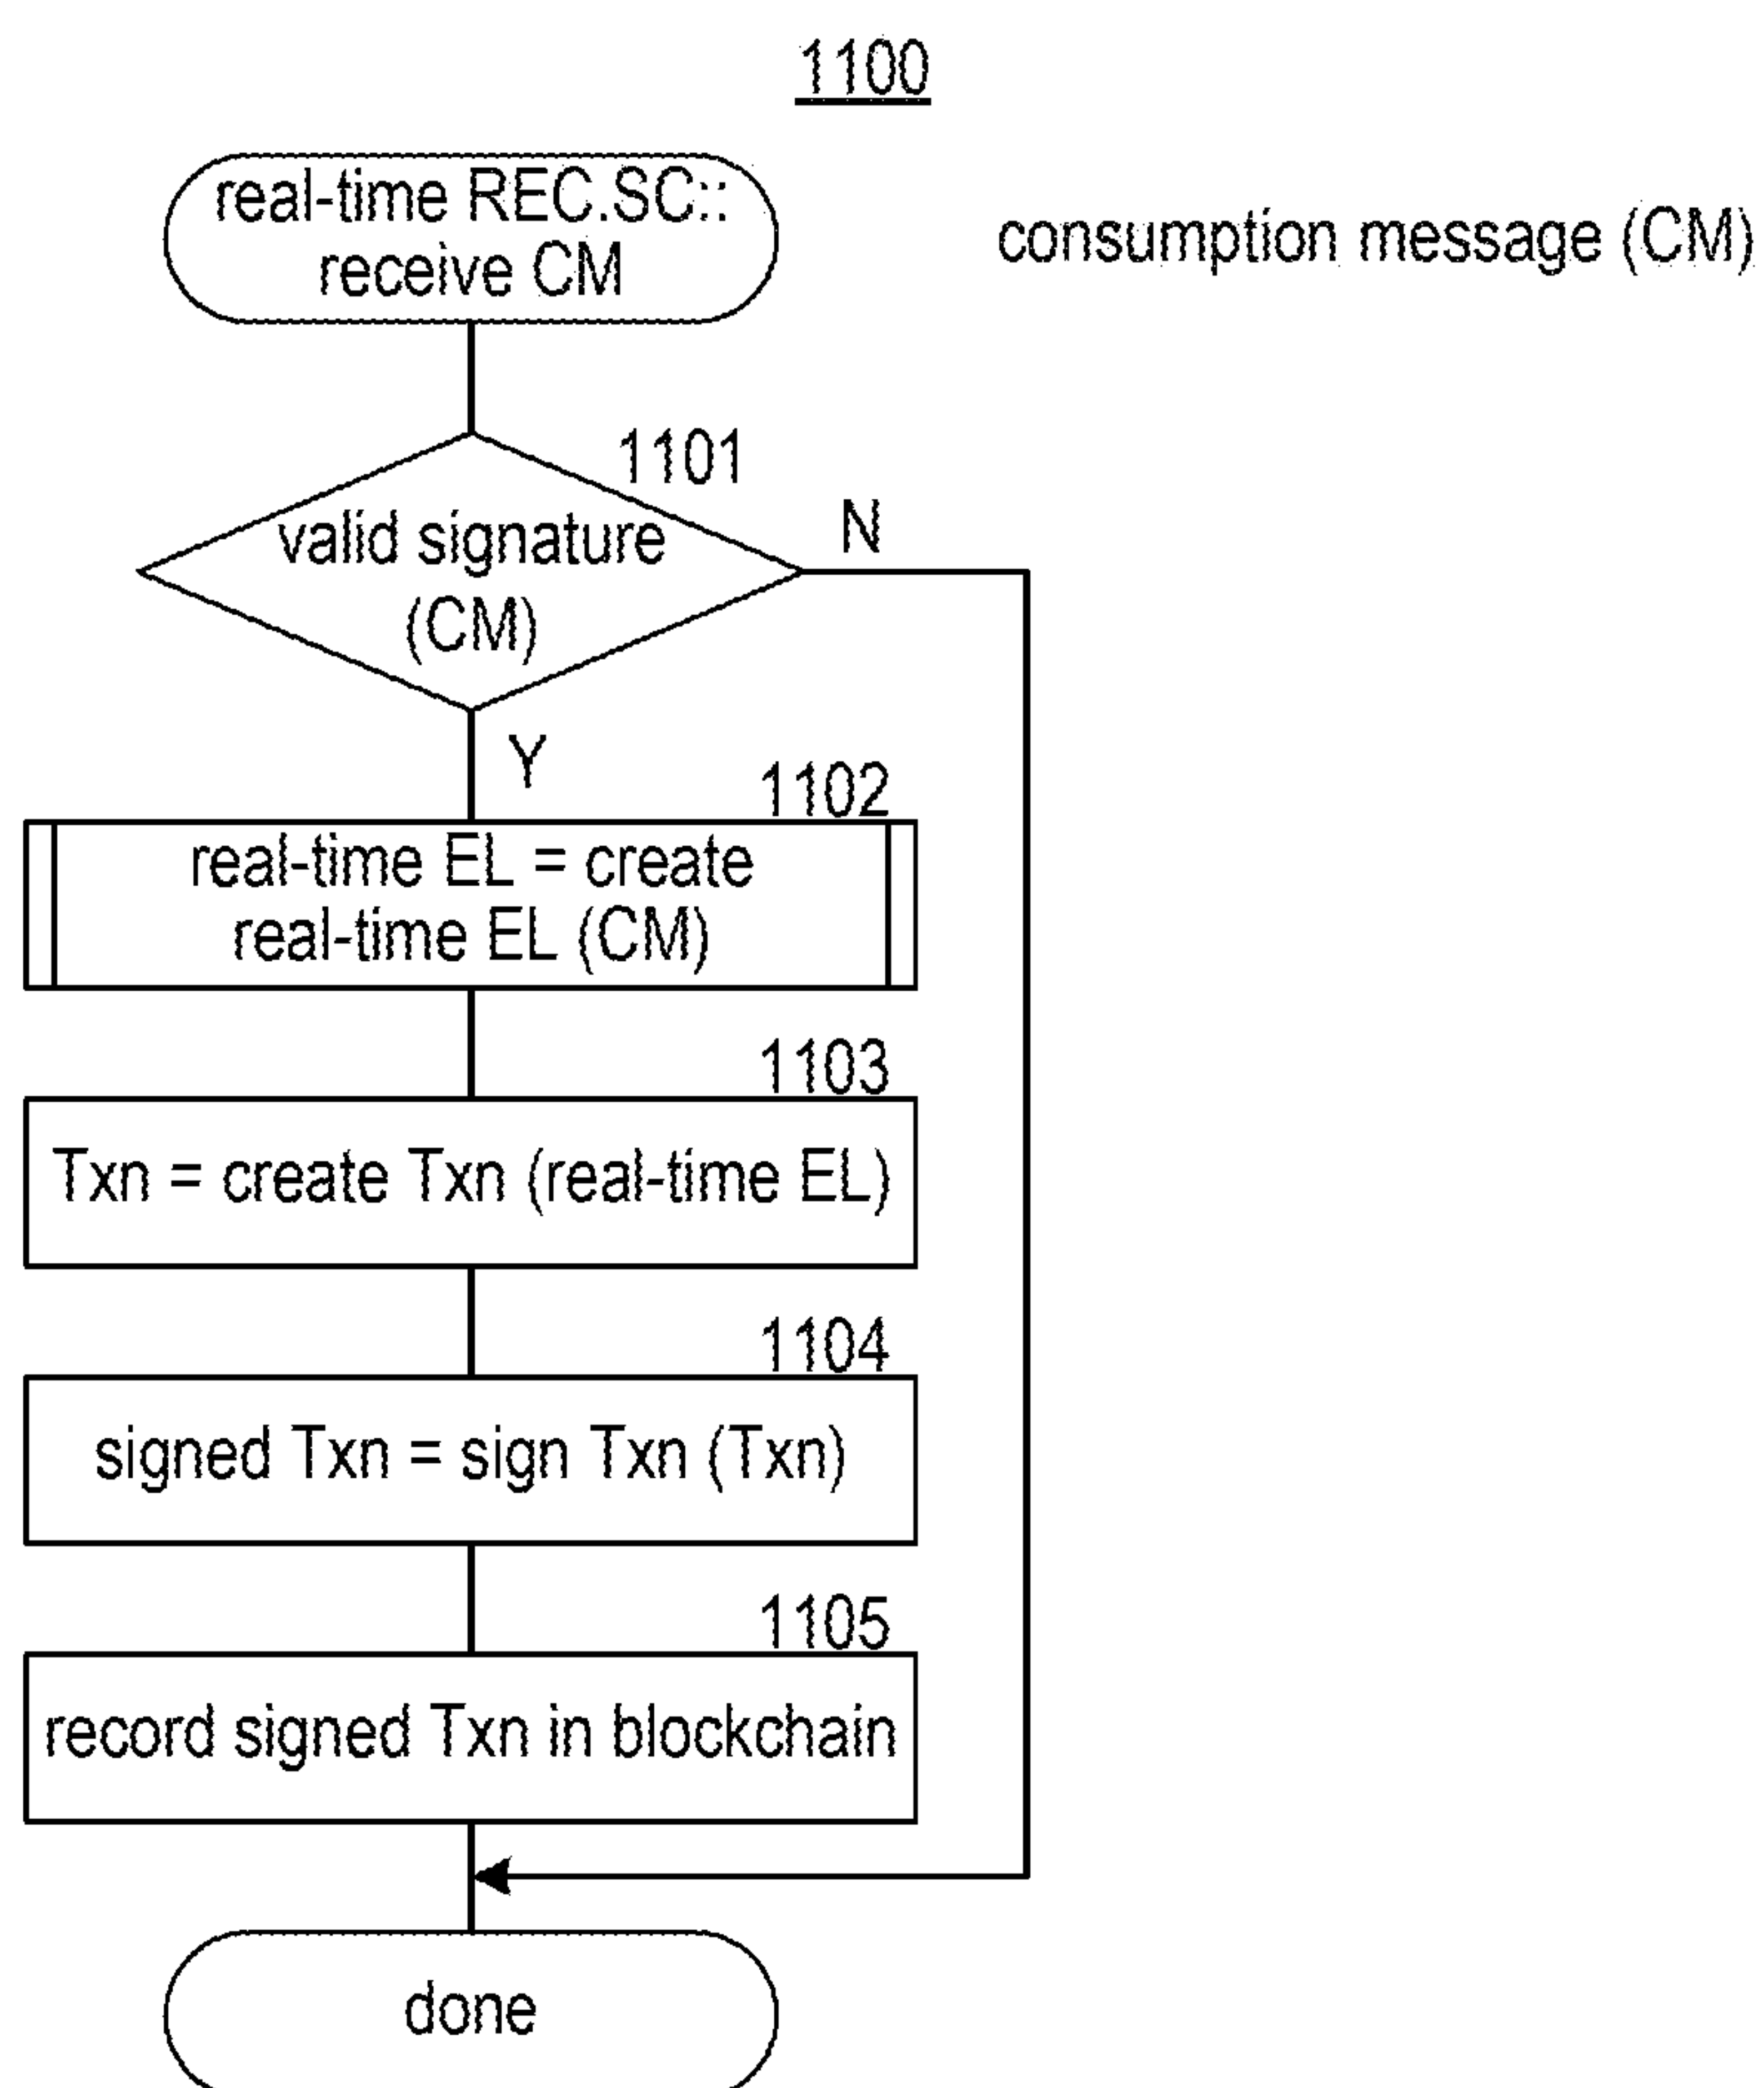 1100
real-time REC.SC::
receive CM
consumption message (CM)
1101
valid signature
(CM)
N
Y
1102
real-time EL = create
real-time EL (CM)
1103
Txn = create Txn (real-time EL)
1104
signed Txn = sign Txn (Txn)
1105
record signed Txn in blockchain
done